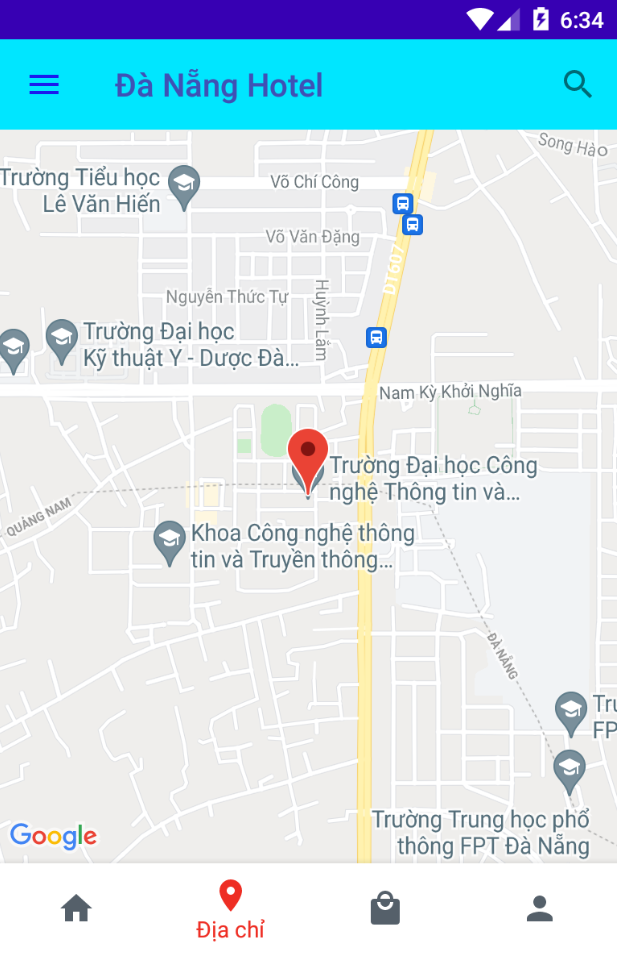 6:34
Đà Nẵng Hotel
Song Hào
Trường Tiểu học
Lê Văn Hiến
Võ Chí Công
Võ Văn Đặng
ĐT607
Nguyễn Thức Tự
Huỳnh Lắm
Trường Đại học
Kỹ thuật Y - Dược Đà...
Nam Kỳ Khởi Nghĩa
Trường Đại học Công
nghệ Thông tin và...
QUẢNG NAM
Khoa Công nghệ thông
tin và Truyền thông...
ĐÀ NẴNG
Trư
FP
Trường Trung học phổ
thông FPT Đà Nẵng
Google
Địa chỉ